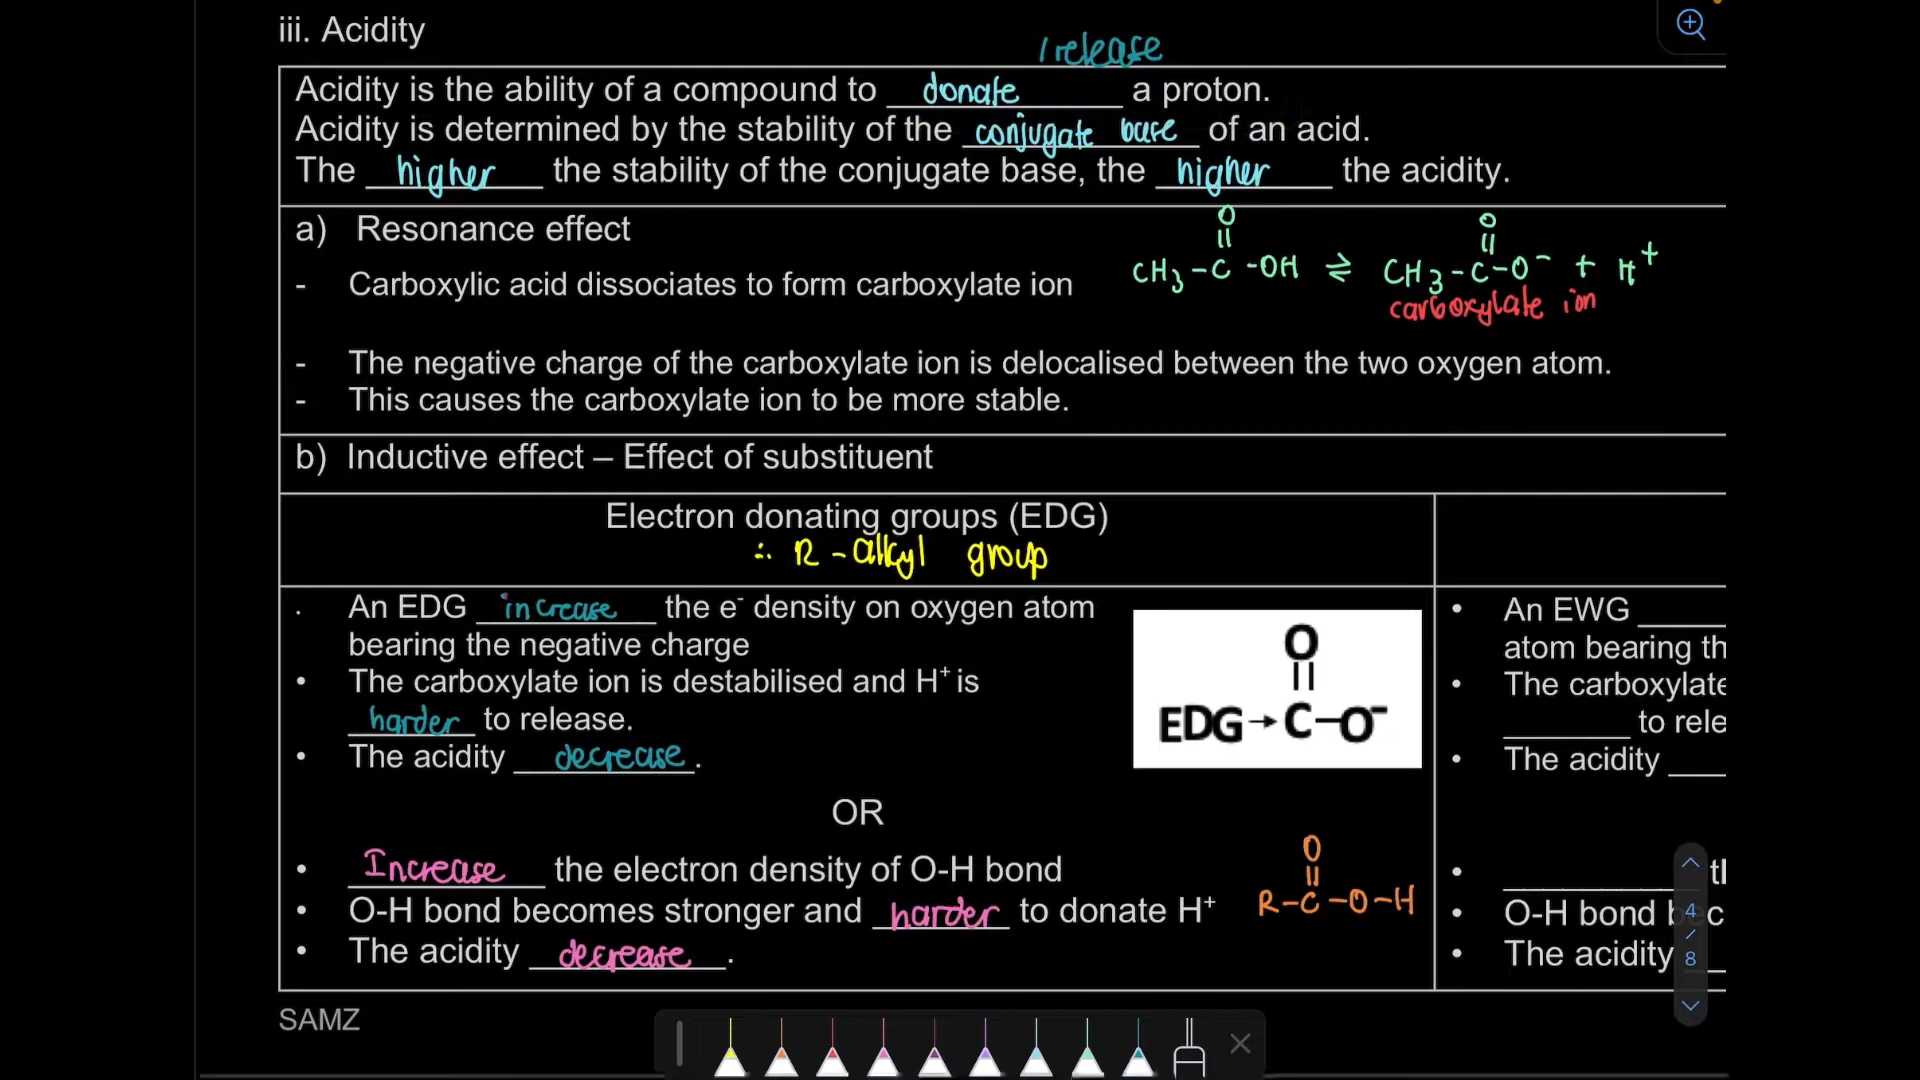 iii. Acidity
/ release
Acidity is the ability of a compound to donate a proton.
Acidity is determined by the stability of the conjugate base of an acid.
The higher the stability of the conjugate base, the higher the acidity.
a) Resonance effect
O
||
CH3-C-OH ⇌
O
||
CH3-C-O⁻ + H⁺
- Carboxylic acid dissociates to form carboxylate ion
carboxylate ion
- The negative charge of the carboxylate ion is delocalised between the two oxygen atom.
- This causes the carboxylate ion to be more stable.
b) Inductive effect – Effect of substituent
Electron donating groups (EDG)
∴ R - alkyl group
· An EDG increase the e⁻ density on oxygen atom
bearing the negative charge
• The carboxylate ion is destabilised and H⁺ is
harder to release.
• The acidity decrease.
O
||
EDG→C–O⁻
OR
• Increase the electron density of O-H bond
• O-H bond becomes stronger and harder to donate H⁺
• The acidity decrease.
O
||
R-C-O-H
• An EWG
atom bearing th
• The carboxylate
to rele
• The acidity
• tl
• O-H bond bec
• The acidity
4
/
8
SAMZ